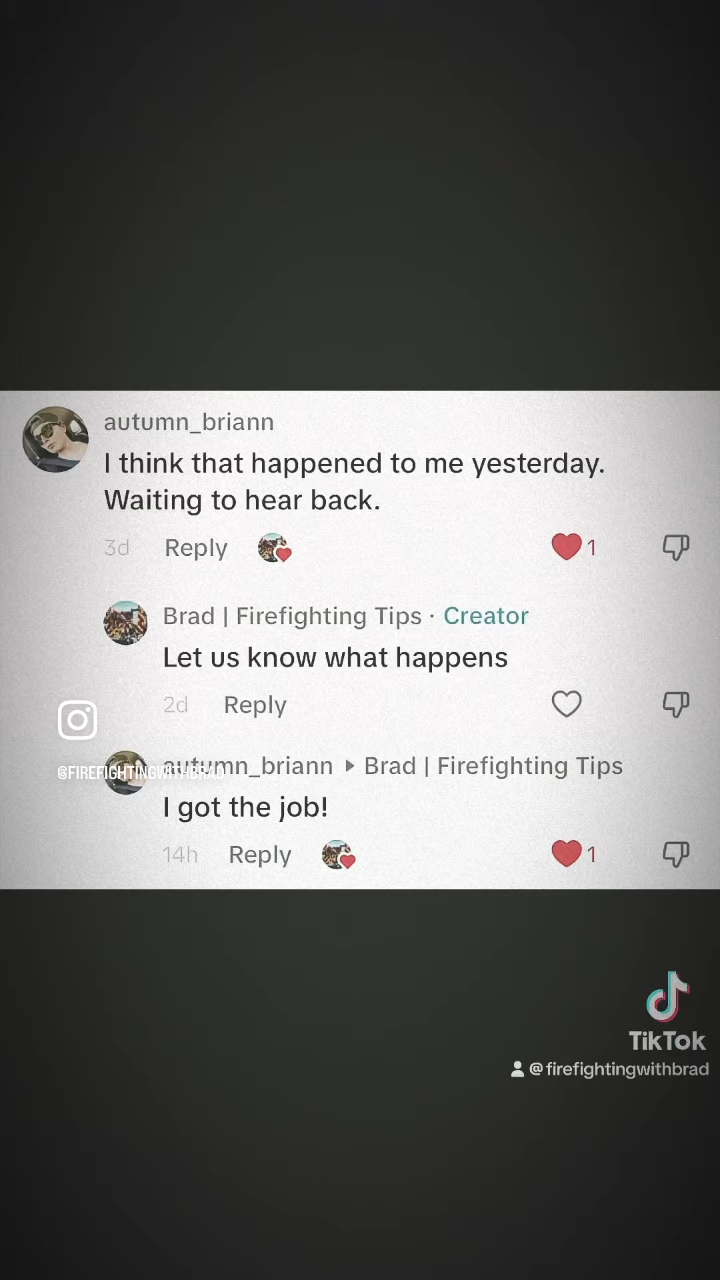 autumn_briann
I think that happened to me yesterday.
Waiting to hear back.
3d Reply 1
Brad | Firefighting Tips · Creator
Let us know what happens
2d Reply
autumn_briann ▸ Brad | Firefighting Tips
@FIREFIGHTINGWITHBRAD
I got the job!
14h Reply 1
TikTok
@firefightingwithbrad